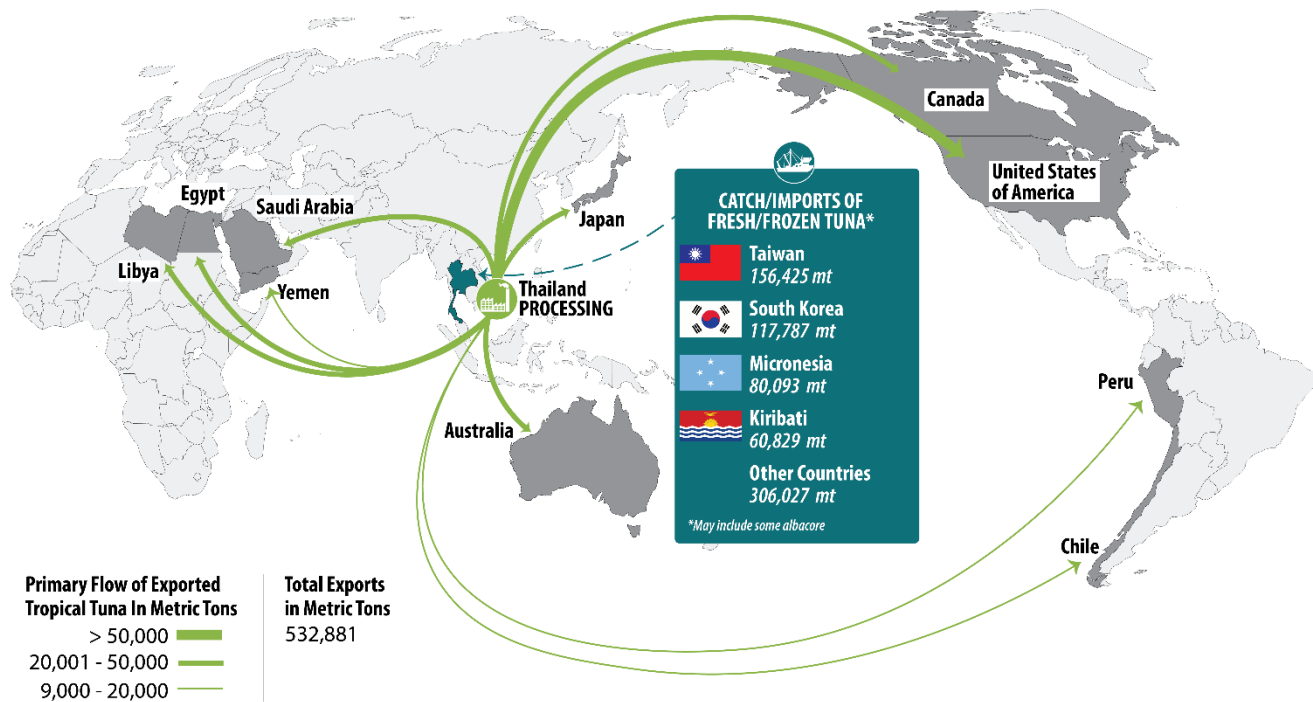 Canada
United States
of America
Egypt
Saudi Arabia
Japan
Libya
Yemen
Thailand
PROCESSING
Australia
Peru
Chile
CATCH/IMPORTS OF
FRESH/FROZEN TUNA*
Taiwan
156,425 mt
South Korea
117,787 mt
Micronesia
80,093 mt
Kiribati
60,829 mt
Other Countries
306,027 mt
*May include some albacore
Primary Flow of Exported
Tropical Tuna In Metric Tons
> 50,000
20,001 - 50,000
9,000 - 20,000
Total Exports
in Metric Tons
532,881